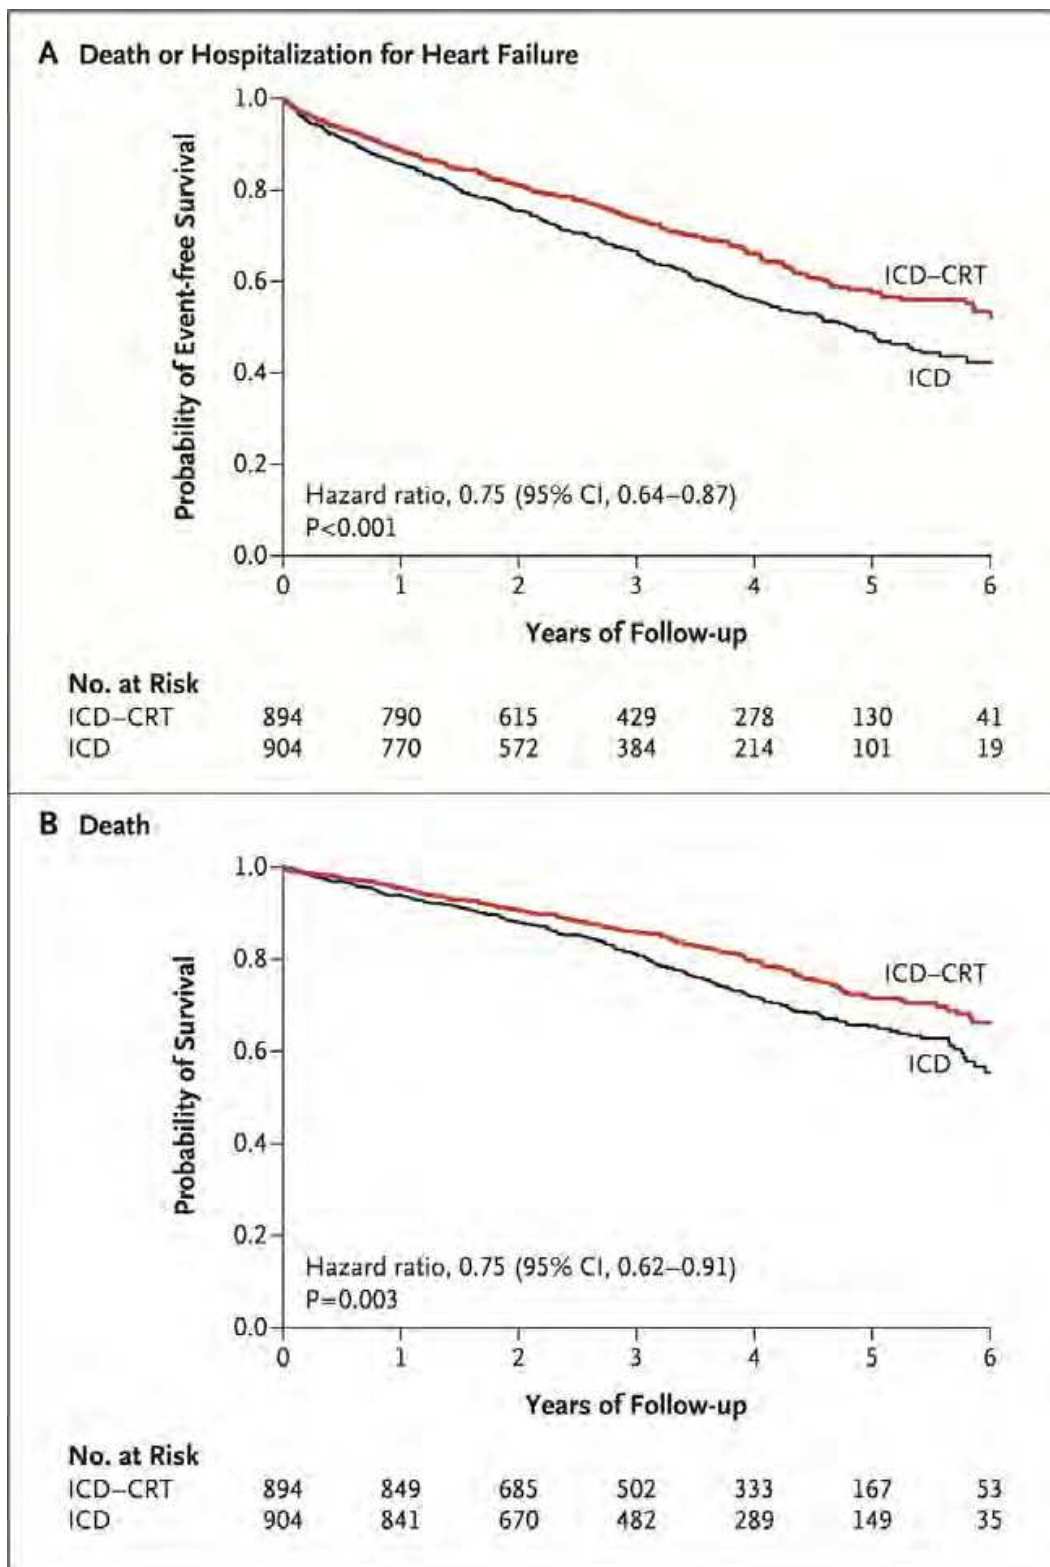 A Death or Hospitalization for Heart Failure
Probability of Event-free Survival
1.0
0.8
0.6
0.4
0.2
0.0
ICD–CRT
ICD
Hazard ratio, 0.75 (95% CI, 0.64–0.87)
P<0.001
0 1 2 3 4 5 6
Years of Follow-up
No. at Risk
ICD–CRT 894 790 615 429 278 130 41
ICD 904 770 572 384 214 101 19
B Death
Probability of Survival
1.0
0.8
0.6
0.4
0.2
0.0
ICD–CRT
ICD
Hazard ratio, 0.75 (95% CI, 0.62–0.91)
P=0.003
0 1 2 3 4 5 6
Years of Follow-up
No. at Risk
ICD–CRT 894 849 685 502 333 167 53
ICD 904 841 670 482 289 149 35